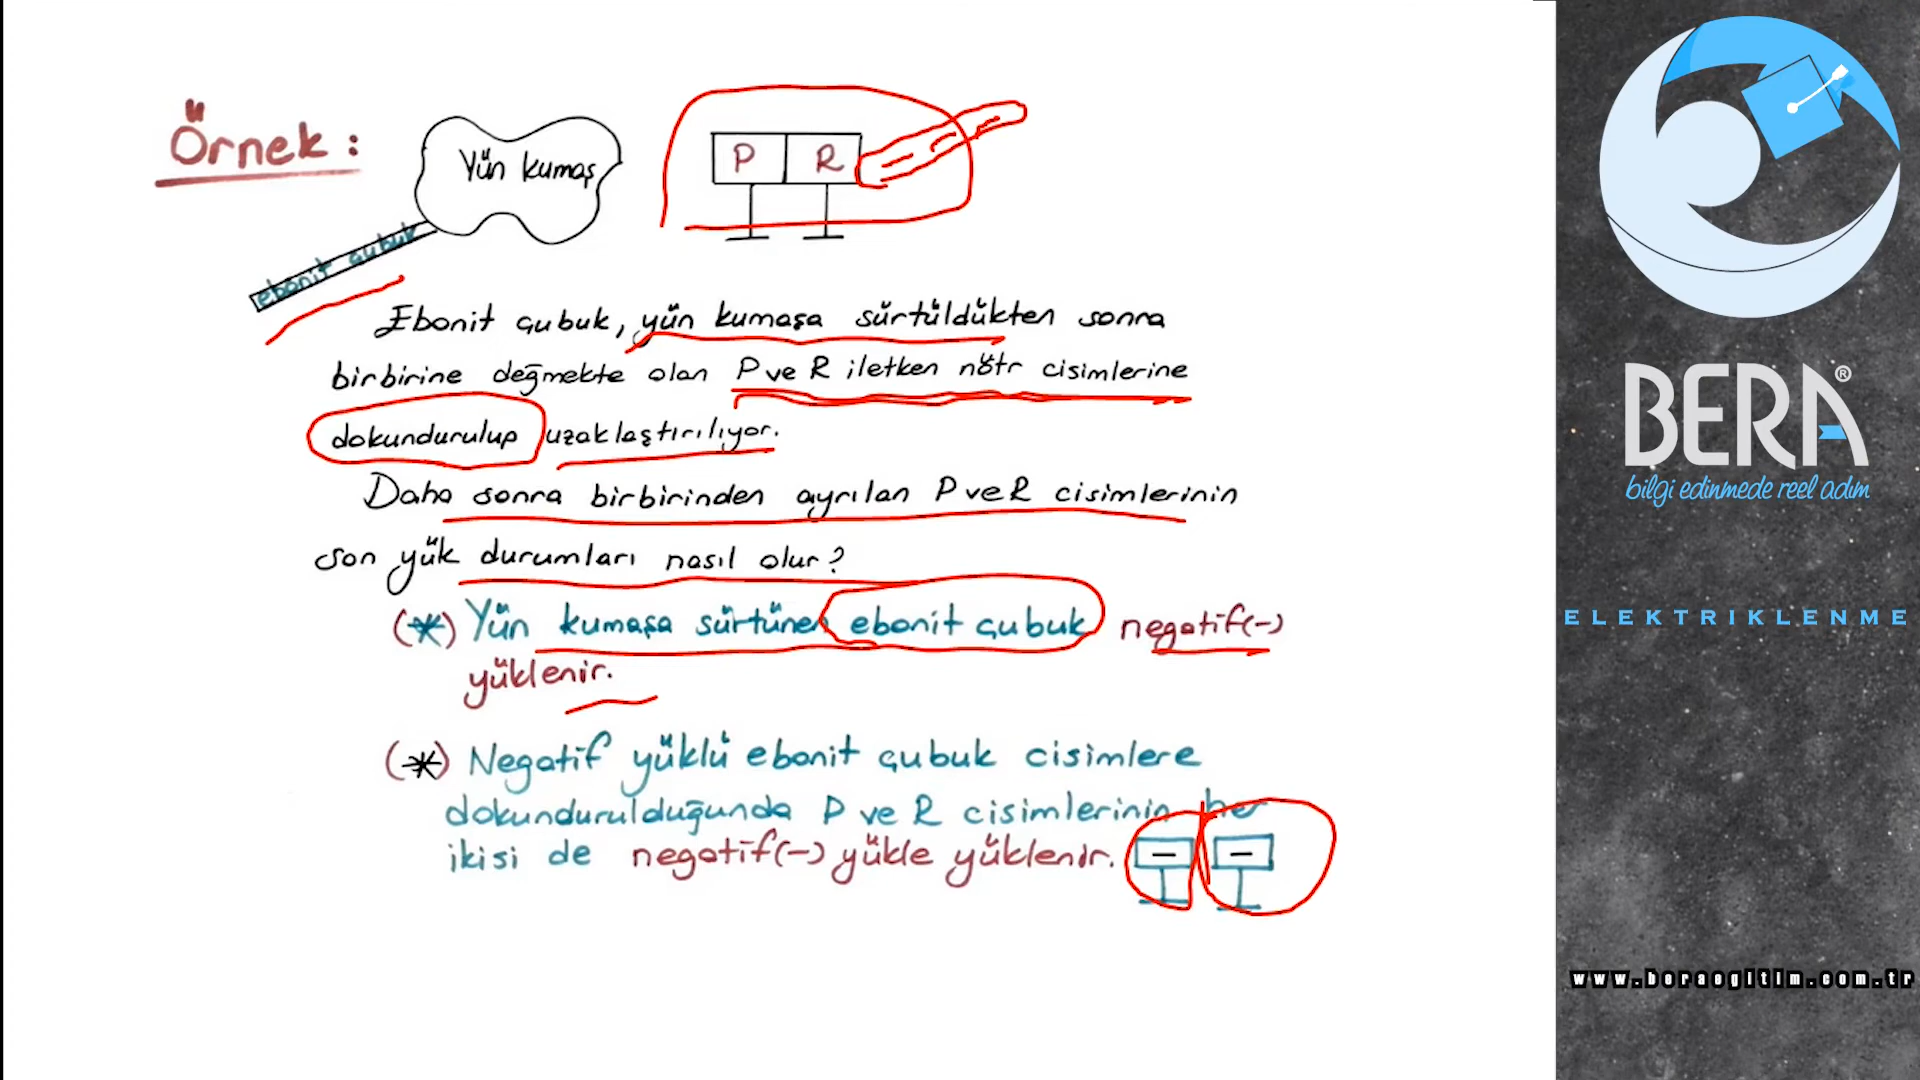 Örnek:
Yün kumaş
P R
ebonit çubuk
Ebonit çubuk, yün kumaşa sürtüldükten sonra
birbirine değmekte olan P ve R iletken nötr cisimlerine
dokundurulup uzaklaştırılıyor.
Daha sonra birbirinden ayrılan P ve R cisimlerinin
son yük durumları nasıl olur?
(*) Yün kumaşa sürtünen ebonit çubuk negatif(-)
yüklenir.
(*) Negatif yüklü ebonit çubuk cisimlere
dokundurulduğunda P ve R cisimlerinin her
ikisi de negatif(-) yükle yüklenir.
- -
BERA®
bilgi edinmede reel adım
ELEKTRIKLENME
www.beraegitim.com.tr